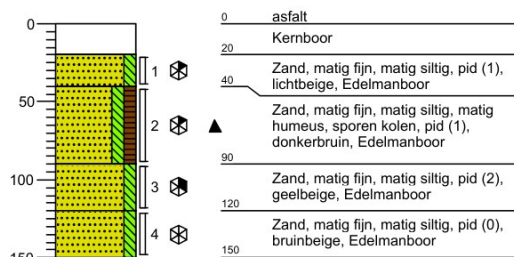 0
50
100
150
1
2
3
4
0
asfalt
Kernboor
20
Zand, matig fijn, matig siltig, pid (1),
lichtbeige, Edelmanboor
40
Zand, matig fijn, matig siltig, matig
humeus, sporen kolen, pid (1),
donkerbruin, Edelmanboor
90
Zand, matig fijn, matig siltig, pid (2),
geelbeige, Edelmanboor
120
Zand, matig fijn, matig siltig, pid (0),
bruinbeige, Edelmanboor
150